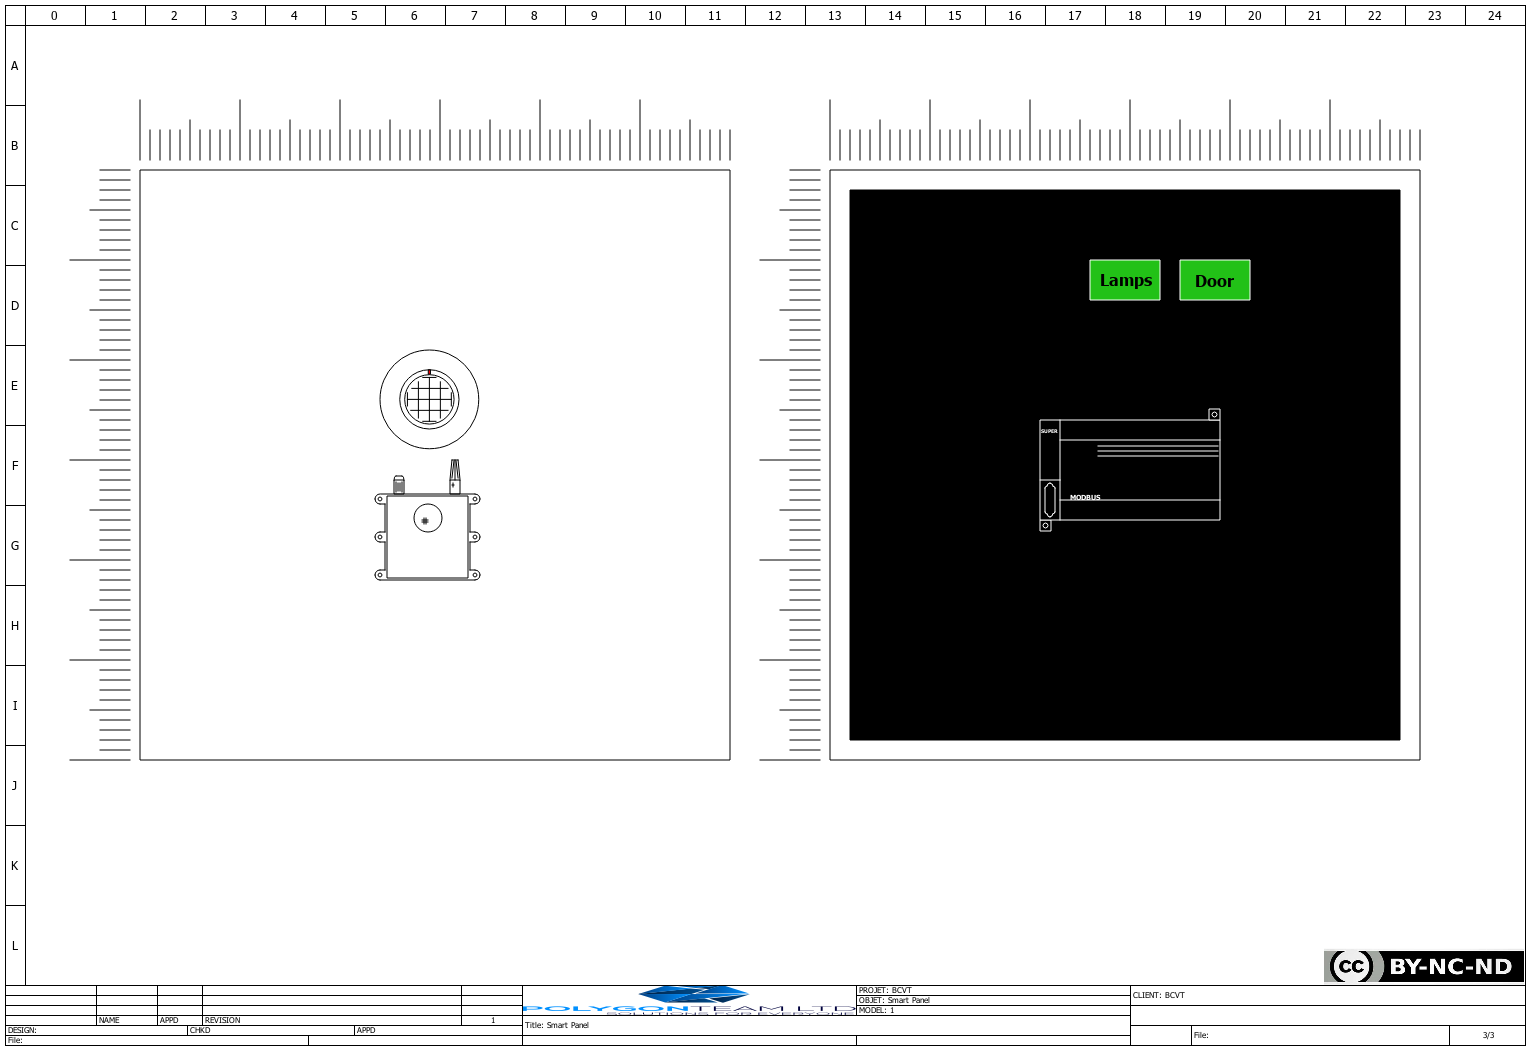 0 1 2 3 4 5 6 7 8 9 10 11 12 13 14 15 16 17 18 19 20 21 22 23 24
A
B
C
D
E
F
G
H
I
J
K
L
Lamps Door
SUPER
MODBUS
cc BY-NC-ND
NAME APPD REVISION 1
DESIGN: CHKD APPD
File:
POLYGONTEAM LTD
SOLUTIONS FOR EVERYONE
Title: Smart Panel
PROJET: BCVT
OBJET: Smart Panel
MODEL: 1
CLIENT: BCVT
File: 3/3